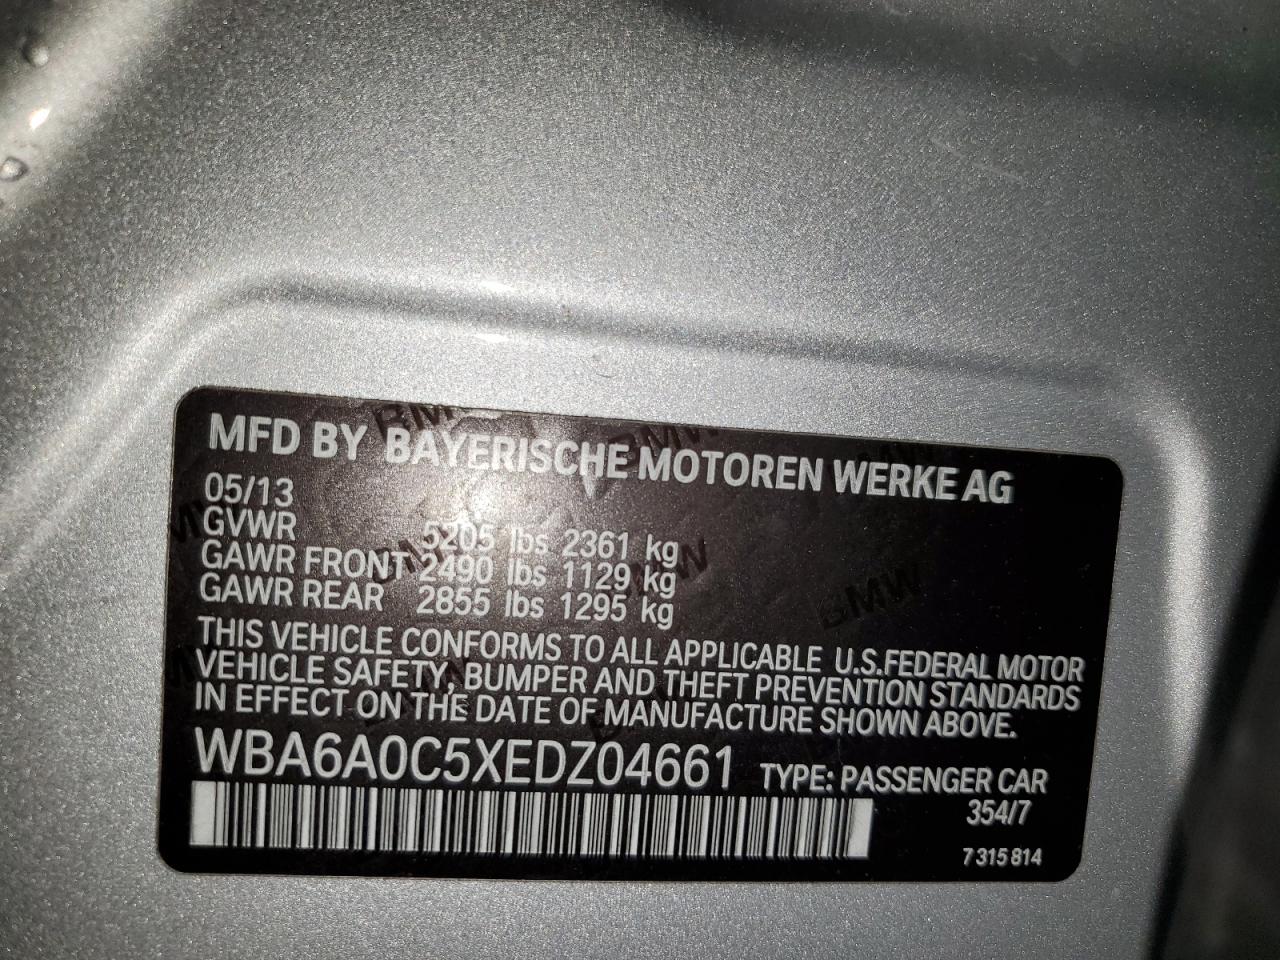 MFD BY BAYERISCHE MOTOREN WERKE AG
05/13
GVWR 5205 lbs 2361 kg
GAWR FRONT 2490 lbs 1129 kg
GAWR REAR 2855 lbs 1295 kg
THIS VEHICLE CONFORMS TO ALL APPLICABLE U.S.FEDERAL MOTOR
VEHICLE SAFETY, BUMPER AND THEFT PREVENTION STANDARDS
IN EFFECT ON THE DATE OF MANUFACTURE SHOWN ABOVE.
WBA6A0C5XEDZ04661 TYPE: PASSENGER CAR
354/7
7 315 814